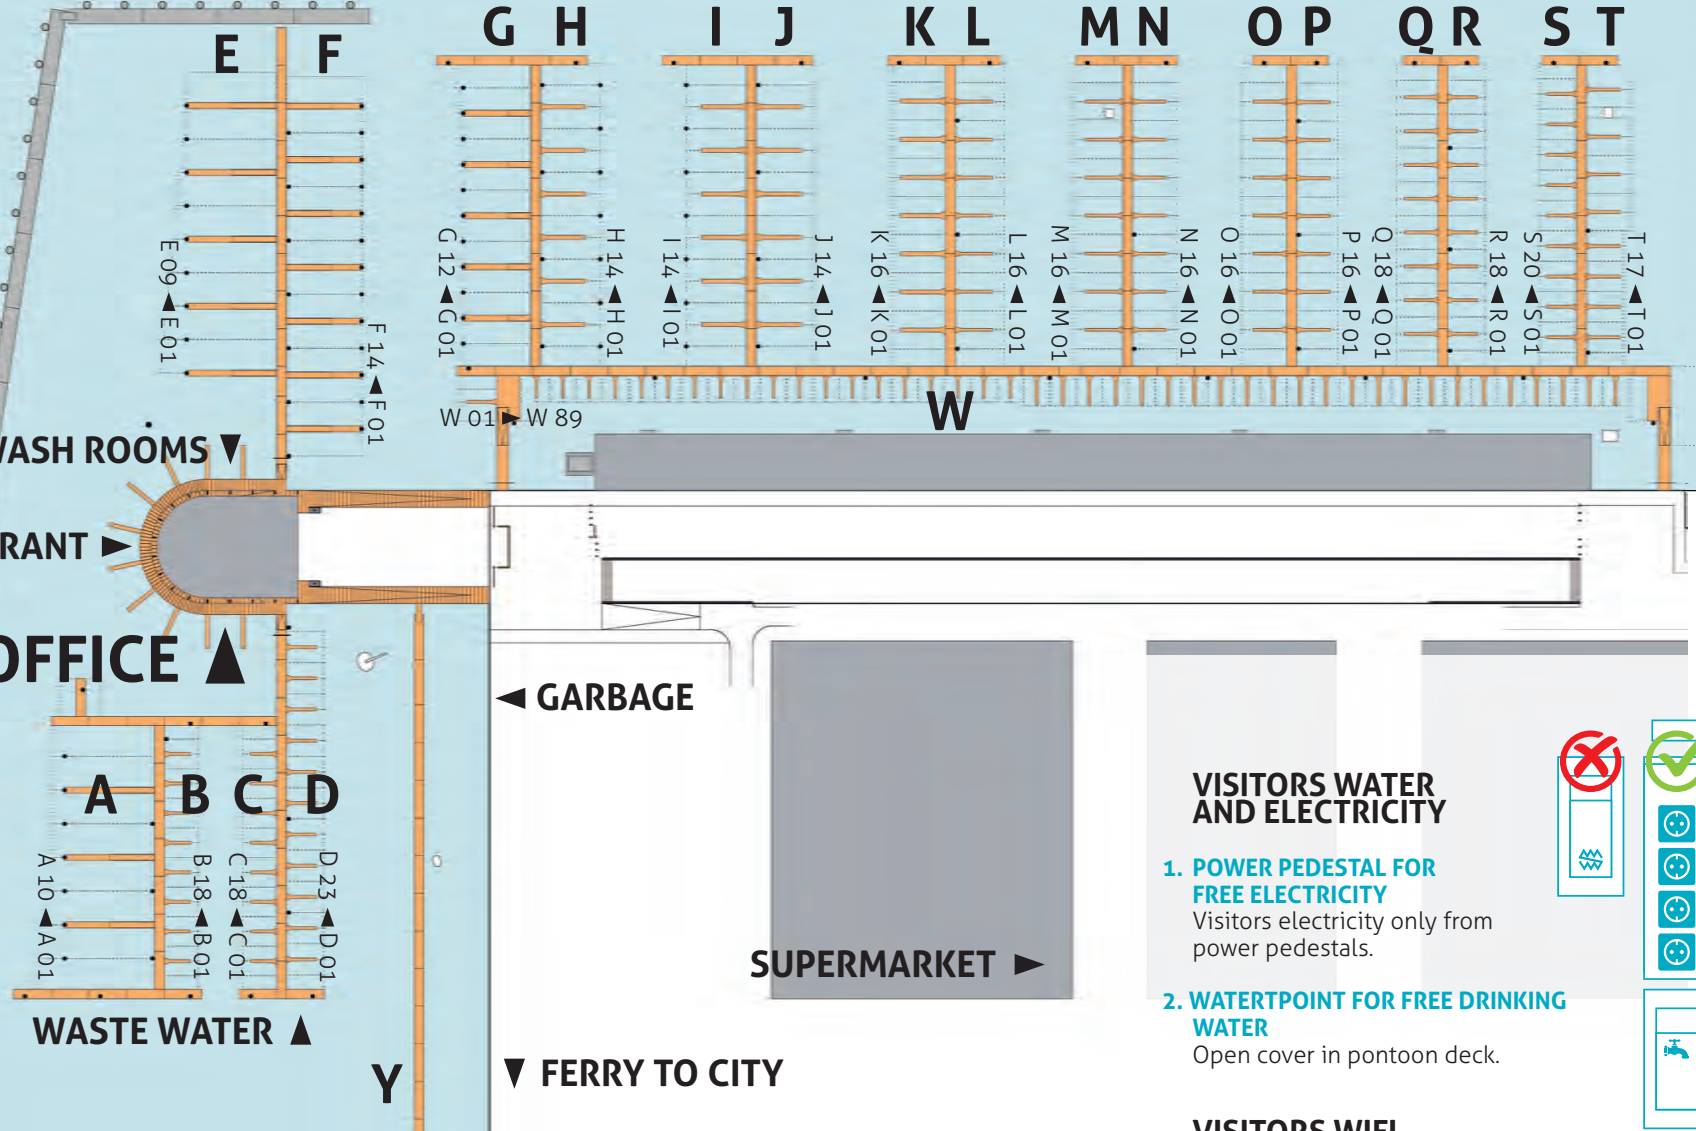 E F
G H I J K L M N O P Q R S T
E 09 ▲ E 01
F 14 ▲ F 01
G 12 ▲ G 01
H 14 ▲ H 01
I 14 ▲ I 01
J 14 ▲ J 01
K 16 ▲ K 01
L 16 ▲ L 01
M 16 ▲ M 01
N 16 ▲ N 01
O 16 ▲ O 01
P 16 ▲ P 01
Q 18 ▲ Q 01
R 18 ▲ R 01
S 20 ▲ S 01
T 17 ▲ T 01
W 01 ► W 89
W
WASH ROOMS ▼
RANT ►
OFFICE ▲
◄ GARBAGE
A B C D
A 10 ▲ A 01
B 18 ▲ B 01
C 18 ▲ C 01
D 23 ▲ D 01
WASTE WATER ▲
Y
SUPERMARKET ►
▼ FERRY TO CITY
VISITORS WATER
AND ELECTRICITY
1. POWER PEDESTAL FOR
FREE ELECTRICITY
Visitors electricity only from
power pedestals.
2. WATERTPOINT FOR FREE DRINKING
WATER
Open cover in pontoon deck.
VISITORS WIFI